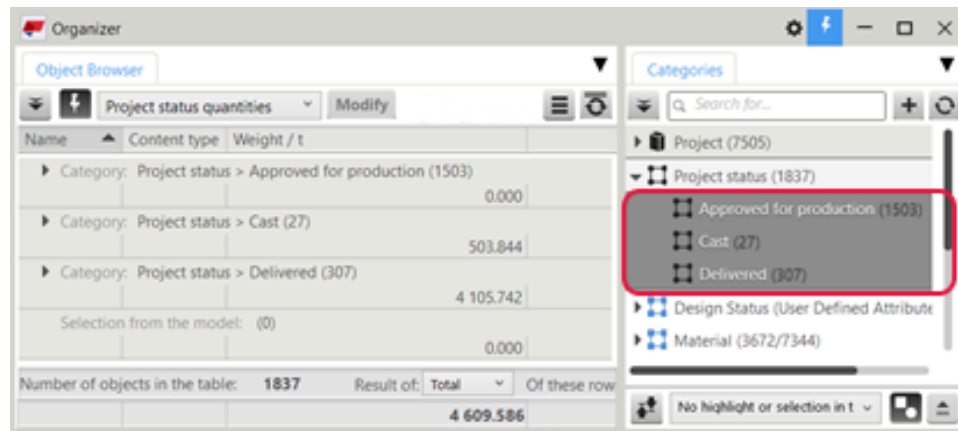 Organizer
Object Browser
Project status quantities
Modify
Name Content type Weight / t
Category: Project status > Approved for production (1503)
0.000
Category: Project status > Cast (27)
503.844
Category: Project status > Delivered (307)
4 105.742
Selection from the model: (0)
0.000
Number of objects in the table: 1837 Result of: Total Of these row
4 609.586
Categories
Search for...
Project (7505)
Project status (1837)
Approved for production (1503)
Cast (27)
Delivered (307)
Design Status (User Defined Attribute
Material (3672/7344)
No highlight or selection in t